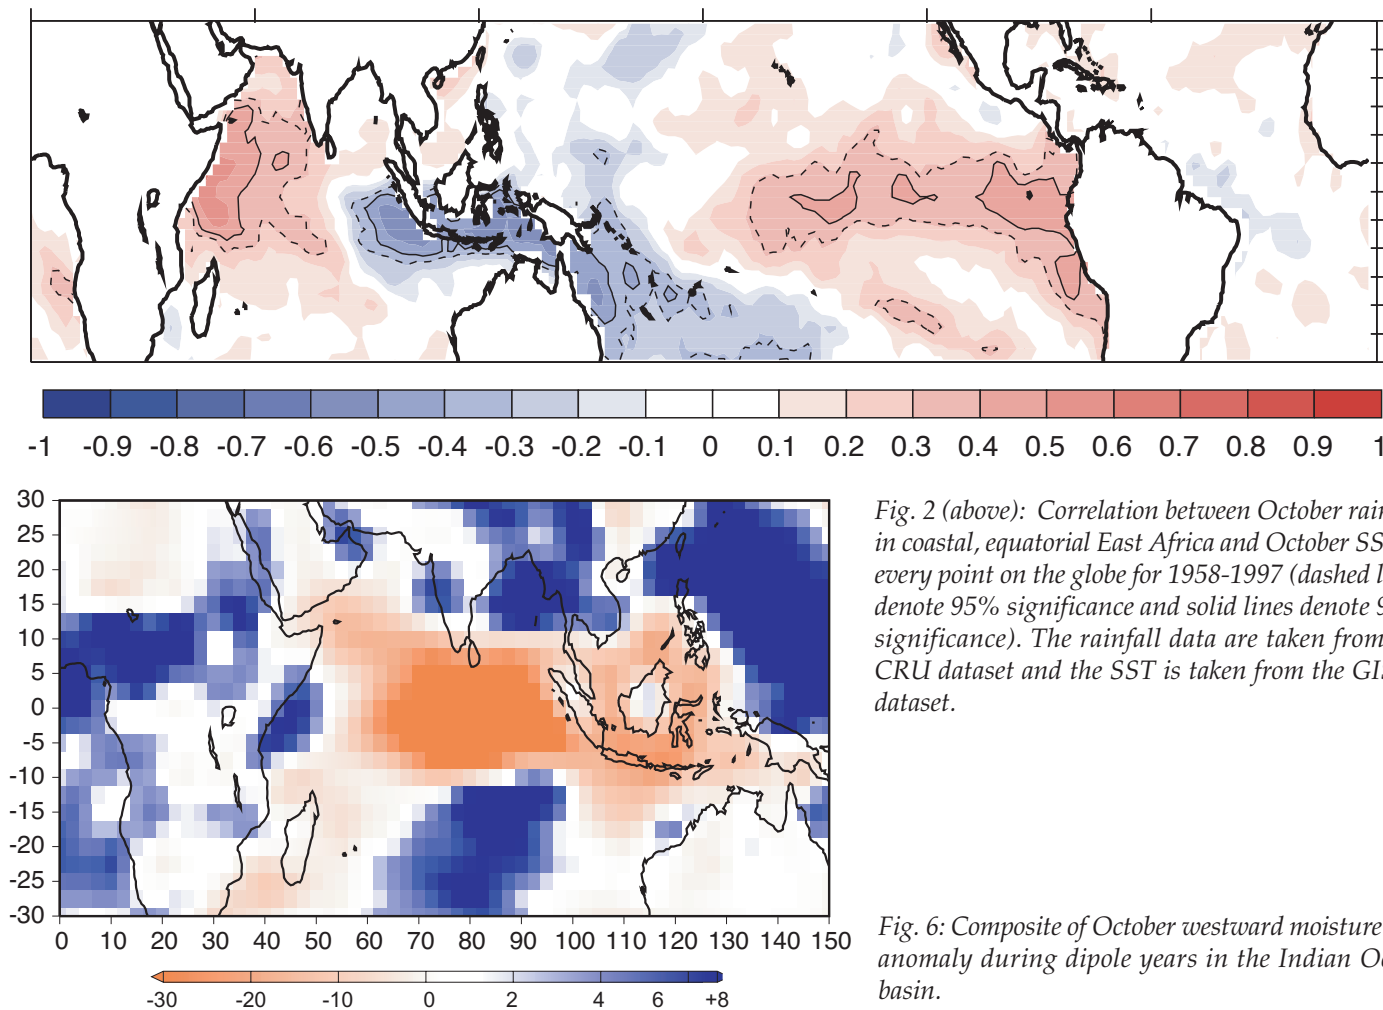 -1 -0.9 -0.8 -0.7 -0.6 -0.5 -0.4 -0.3 -0.2 -0.1 0 0.1 0.2 0.3 0.4 0.5 0.6 0.7 0.8 0.9 1
30
25
20
15
10
5
0
-5
-10
-15
-20
-25
-30
0 10 20 30 40 50 60 70 80 90 100 110 120 130 140 150
-30 -20 -10 0 2 4 6 +8
Fig. 2 (above): Correlation between October rain
in coastal, equatorial East Africa and October SS
every point on the globe for 1958-1997 (dashed l
denote 95% significance and solid lines denote 9
significance). The rainfall data are taken from
CRU dataset and the SST is taken from the GI
dataset.
Fig. 6: Composite of October westward moisture
anomaly during dipole years in the Indian Oc
basin.